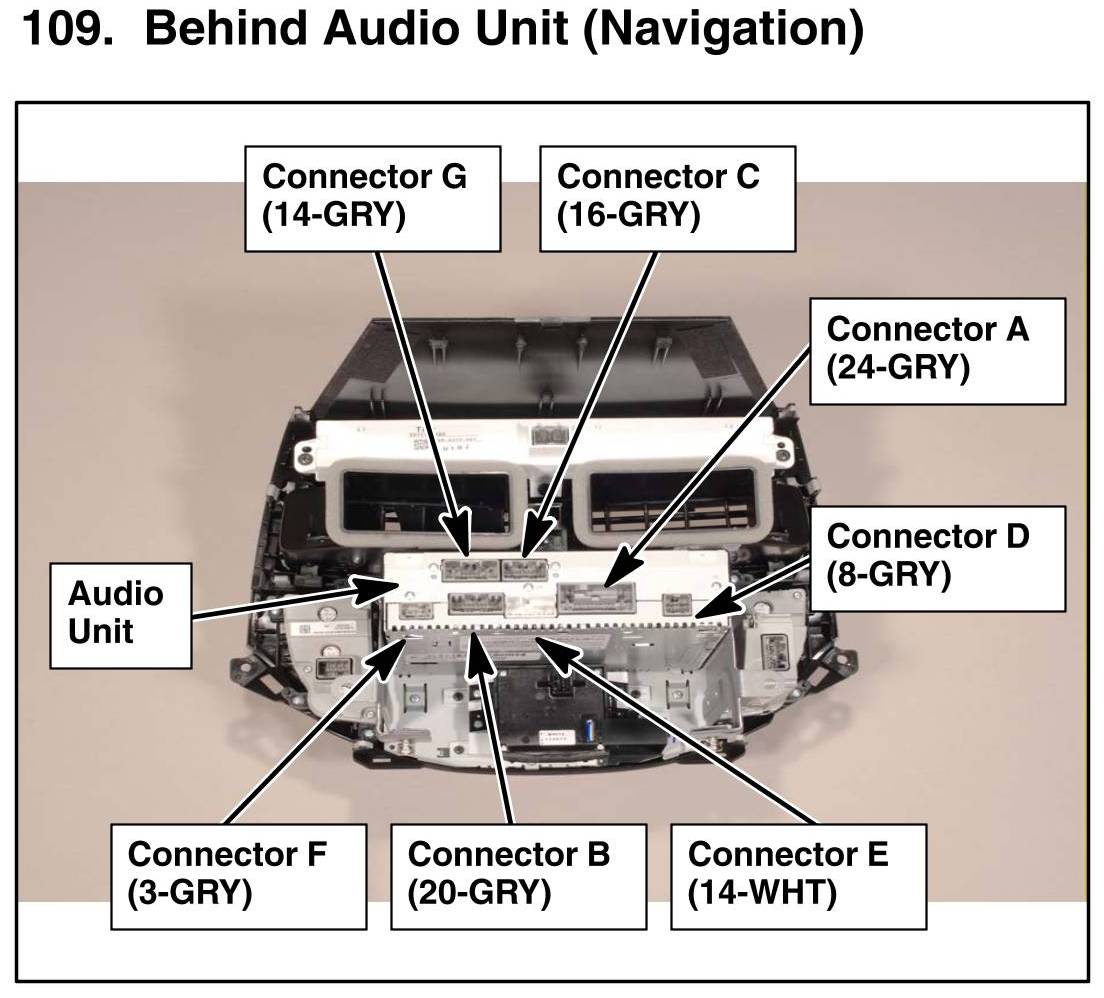 109. Behind Audio Unit (Navigation)
Connector G
(14-GRY)
Connector C
(16-GRY)
Connector A
(24-GRY)
Connector D
(8-GRY)
Audio
Unit
Connector F
(3-GRY)
Connector B
(20-GRY)
Connector E
(14-WHT)